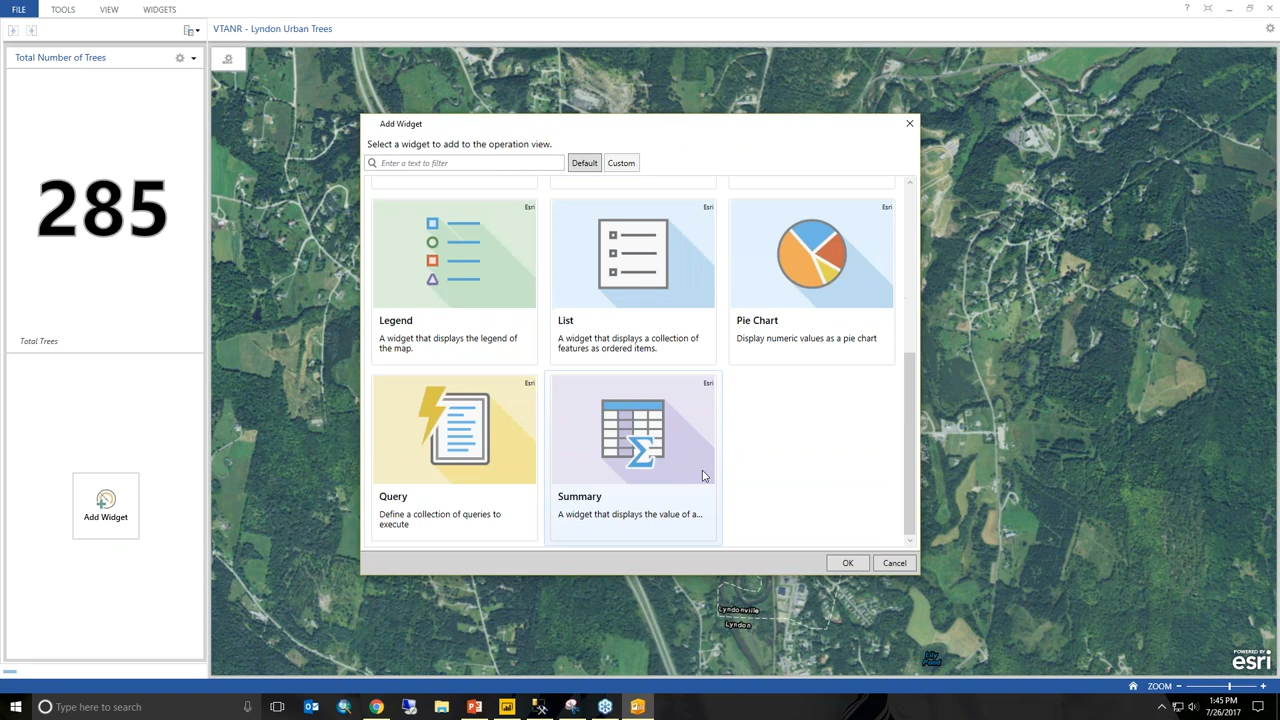 FILE
TOOLS
VIEW
WIDGETS
?
VTANR - Lyndon Urban Trees
Total Number of Trees
285
Total Trees
Add Widget
Add Widget
Select a widget to add to the operation view.
Enter a text to filter
Default
Custom
Esri
Legend
A widget that displays the legend of
the map.
Esri
List
A widget that displays a collection of
features as ordered items.
Esri
Pie Chart
Display numeric values as a pie chart
Esri
Query
Define a collection of queries to
execute
Esri
Summary
A widget that displays the value of a...
OK
Cancel
Lyndonville
Lyndon
Lily
Pond
POWERED BY
esri
ZOOM
Type here to search
1:45 PM
7/26/2017